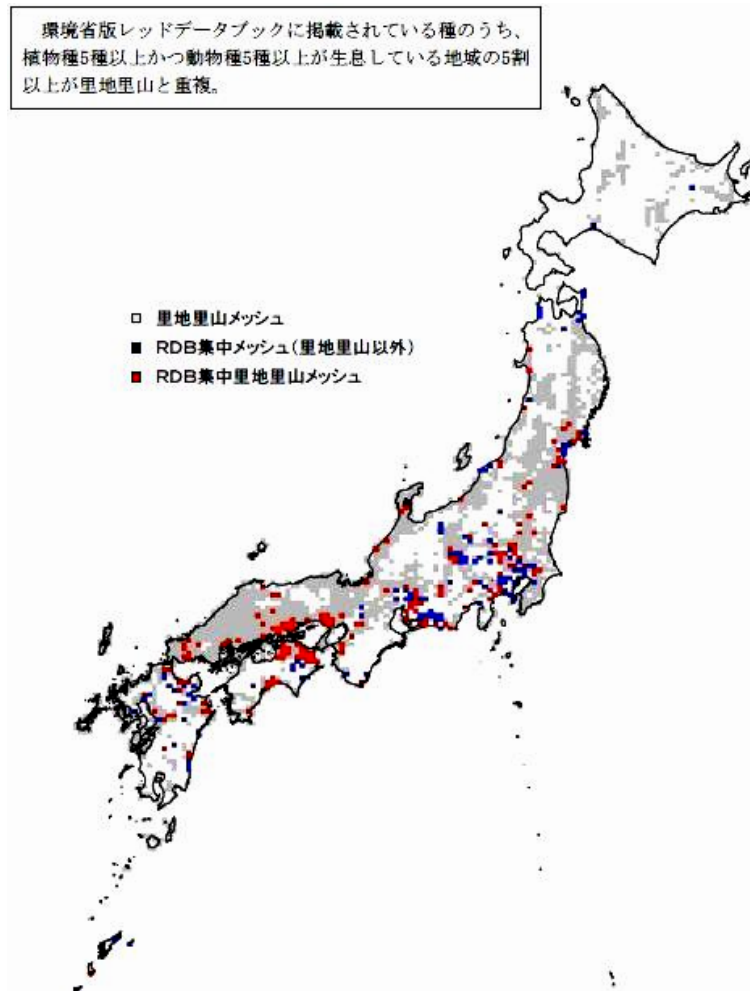 環境省版レッドデータブックに掲載されている種のうち、
植物種5種以上かつ動物種5種以上が生息している地域の5割
以上が里地里山と重複。
里地里山メッシュ
RDB集中メッシュ(里地里山以外)
RDB集中里地里山メッシュ